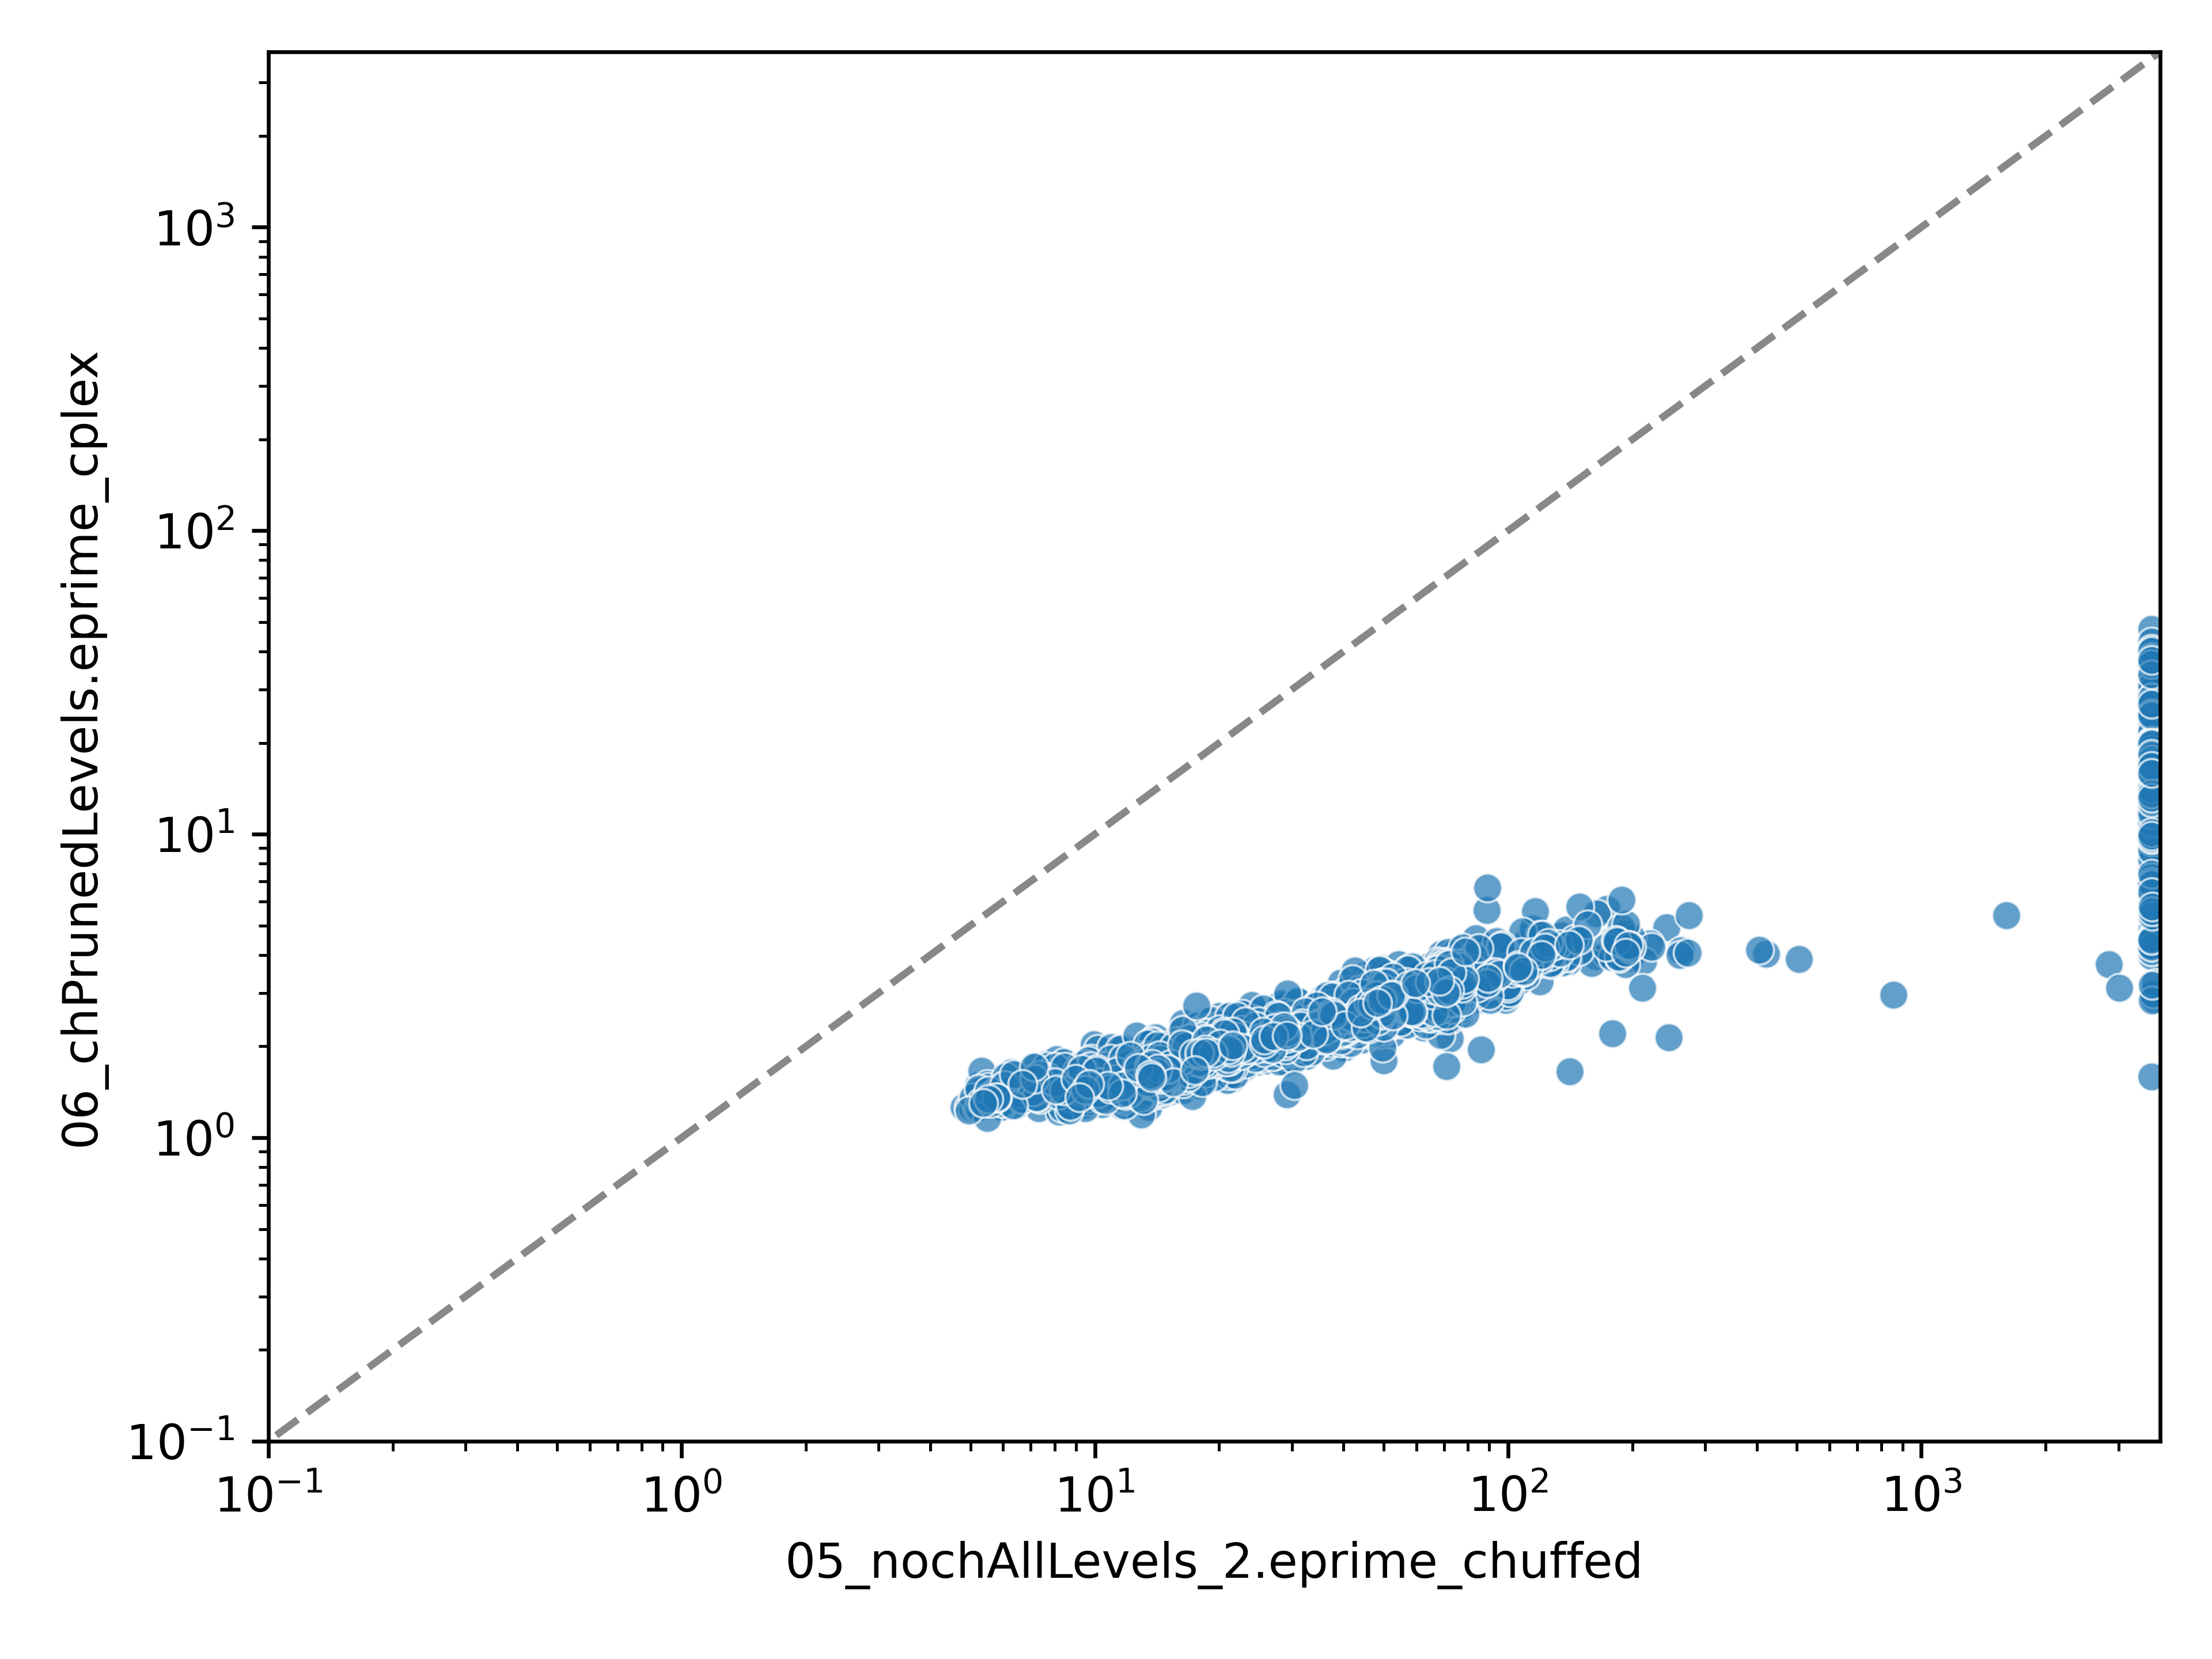 10³
10²
10¹
10⁰
10⁻¹
06_chPrunedLevels.eprime_cplex
10⁻¹ 10⁰ 10¹ 10² 10³
05_nochAllLevels_2.eprime_chuffed